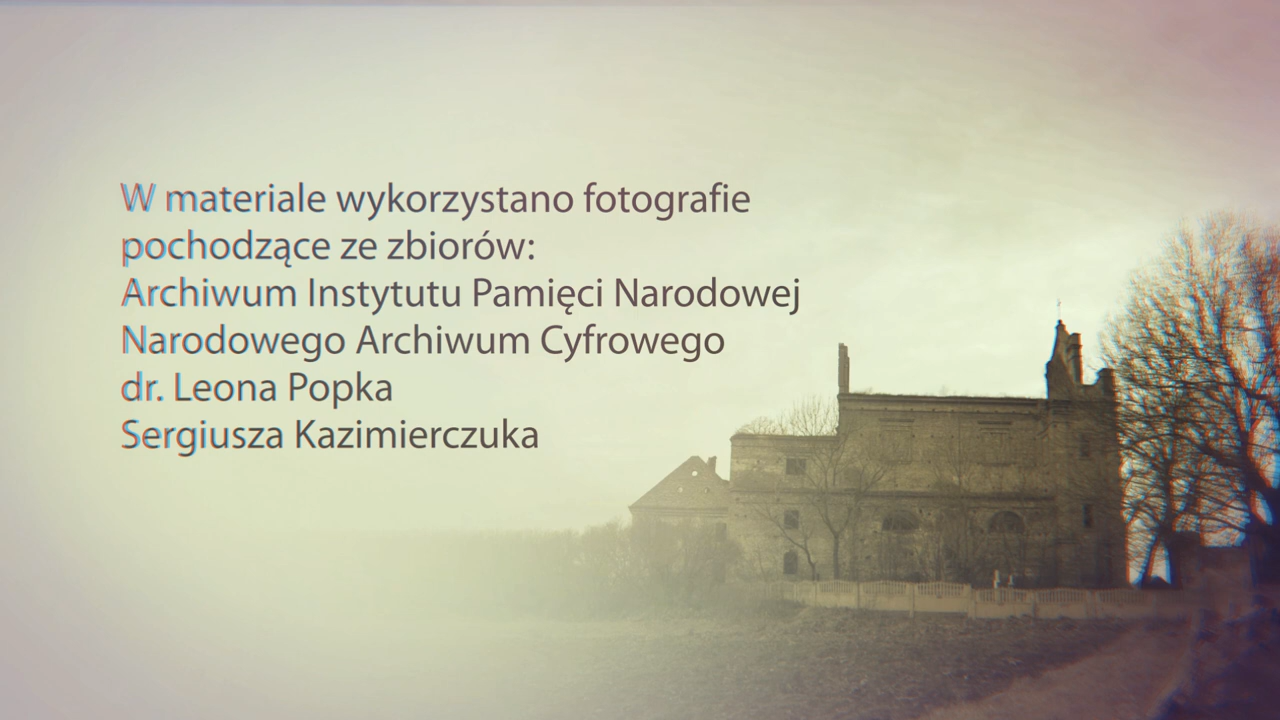 W materiale wykorzystano fotografie
pochodzące ze zbiorów:
Archiwum Instytutu Pamięci Narodowej
Narodowego Archiwum Cyfrowego
dr. Leona Popka
Sergiusza Kazimierczuka